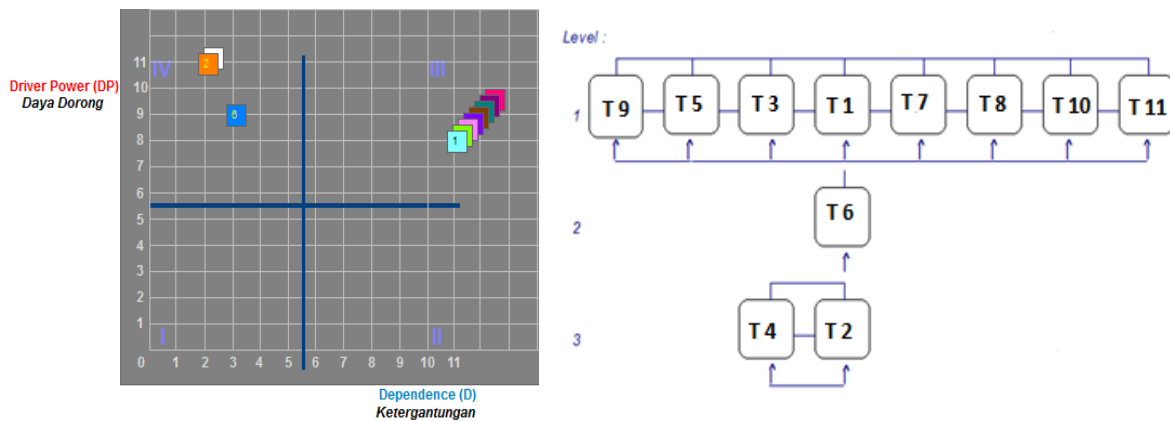 11
10
9
8
7
6
5
4
3
2
1
0 1 2 3 4 5 6 7 8 9 10 11
IV
III
I
II
2
6
1
Driver Power (DP)
Daya Dorong
Dependence (D)
Ketergantungan
Level :
1
T 9 T 5 T 3 T 1 T 7 T 8 T 10 T 11
2
T 6
3
T 4 T 2